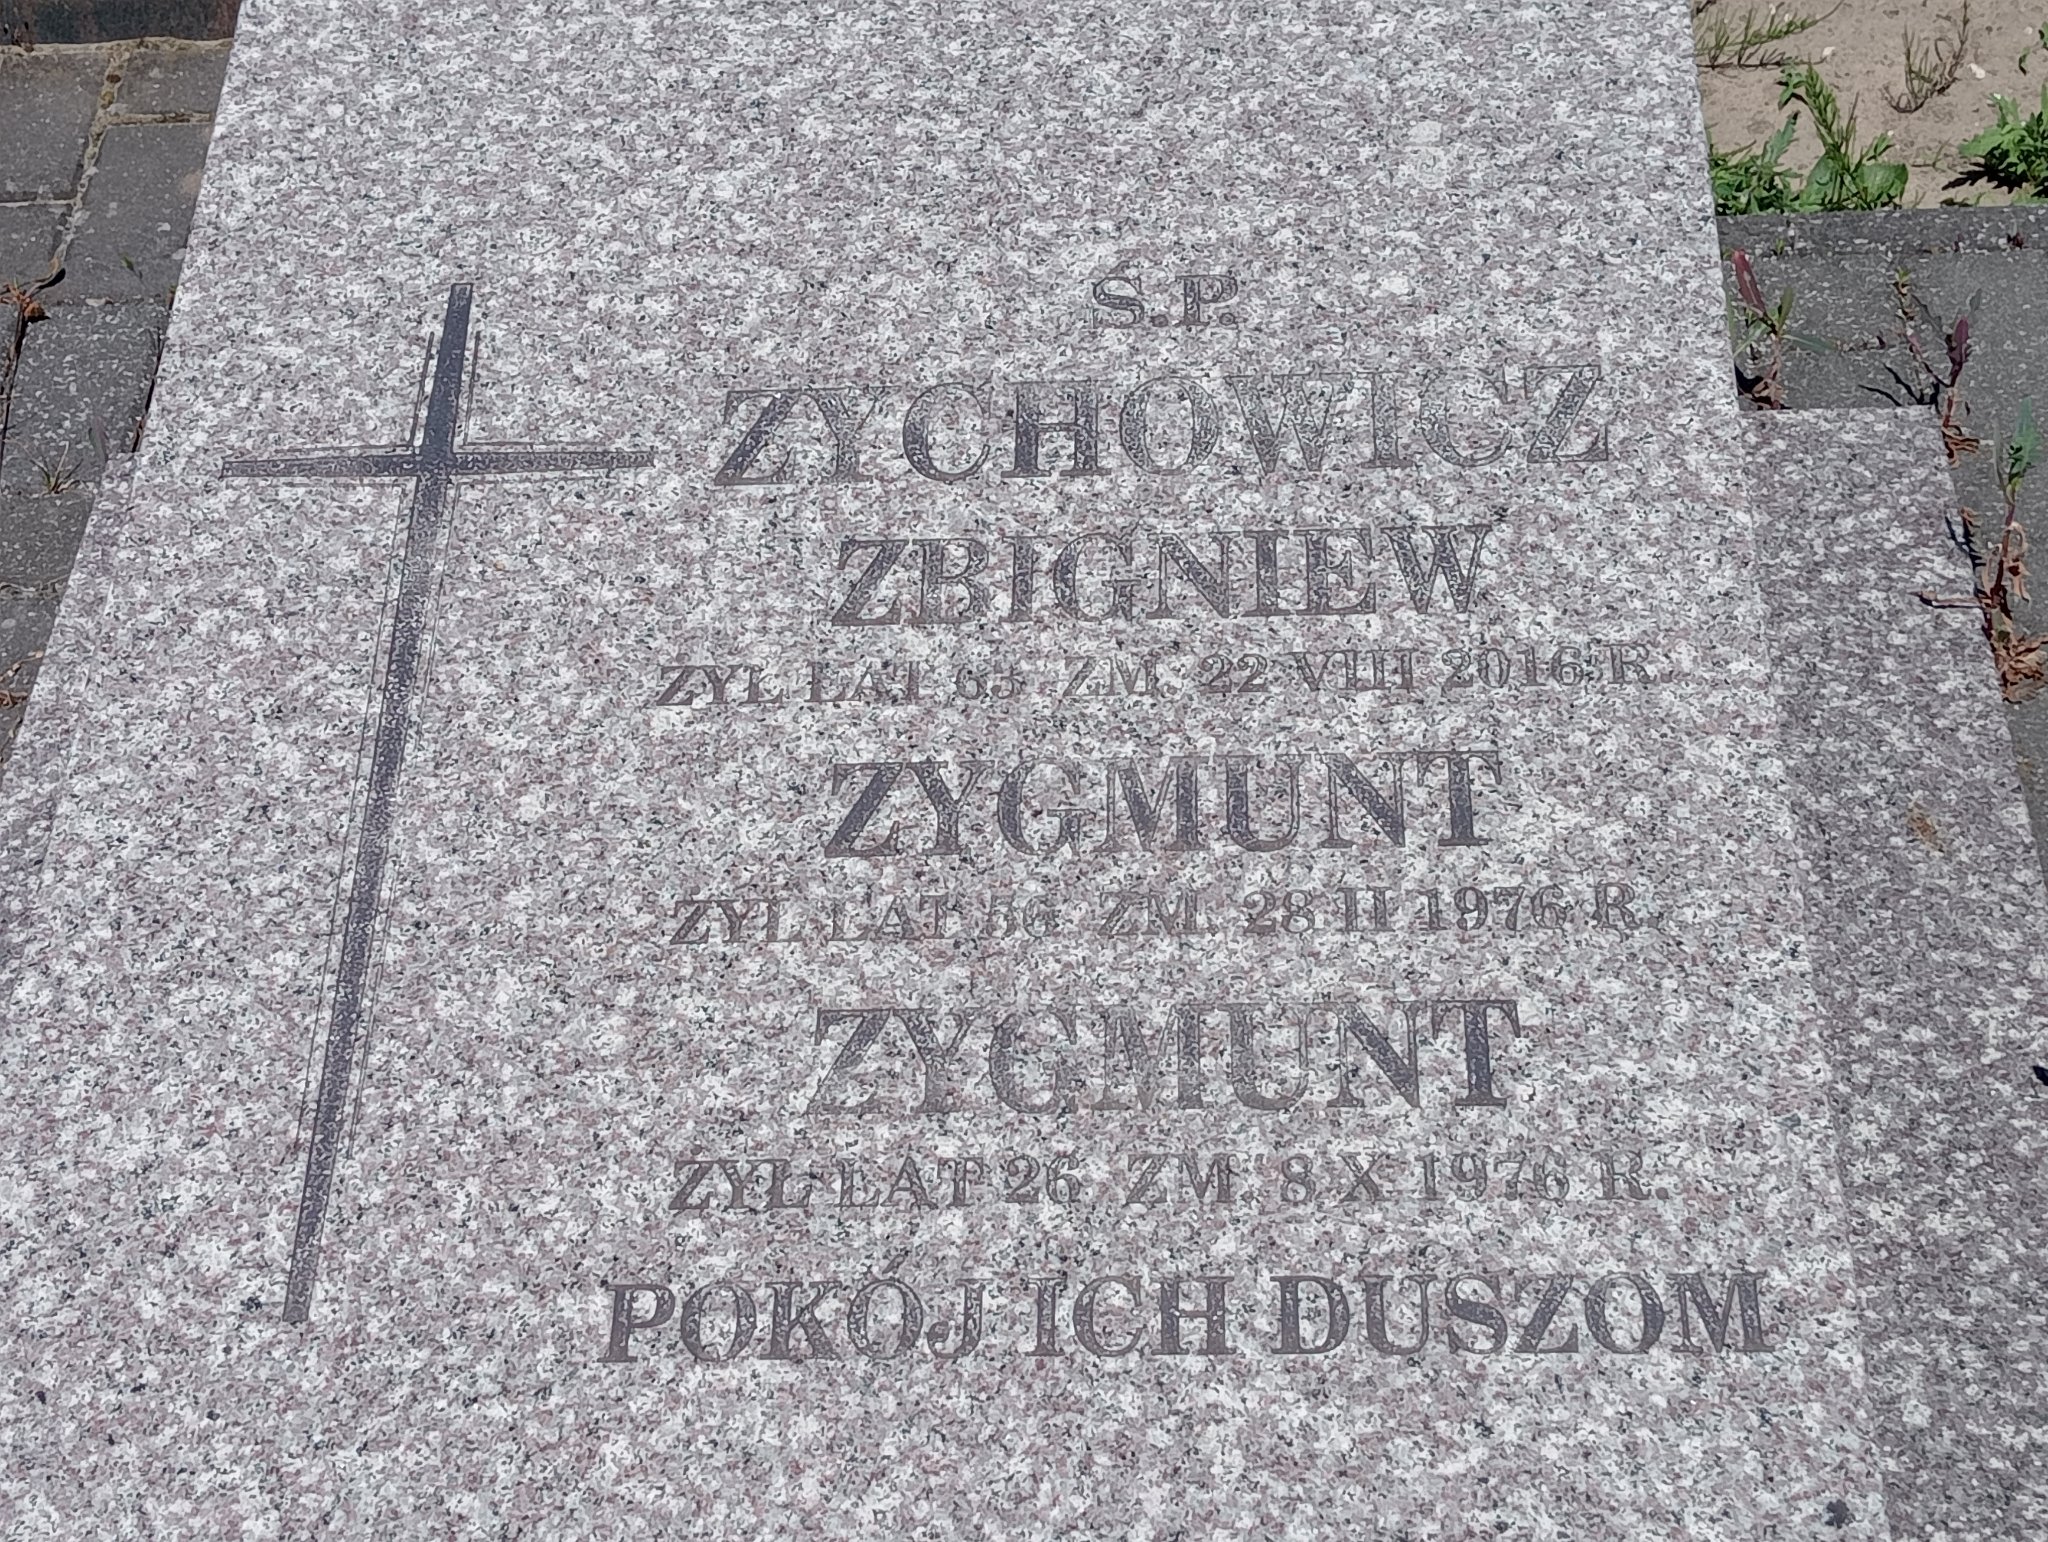 Ś.P.
ZYCHOWICZ
ZBIGNIEW
ŻYŁ LAT 63 ZM. 22 VIII 2016 R.
ZYGMUNT
ŻYŁ LAT 56 ZM. 28 II 1976 R.
ZYGMUNT
ŻYŁ LAT 26 ZM 8 X 1976 R.
POKÓJ ICH DUSZOM